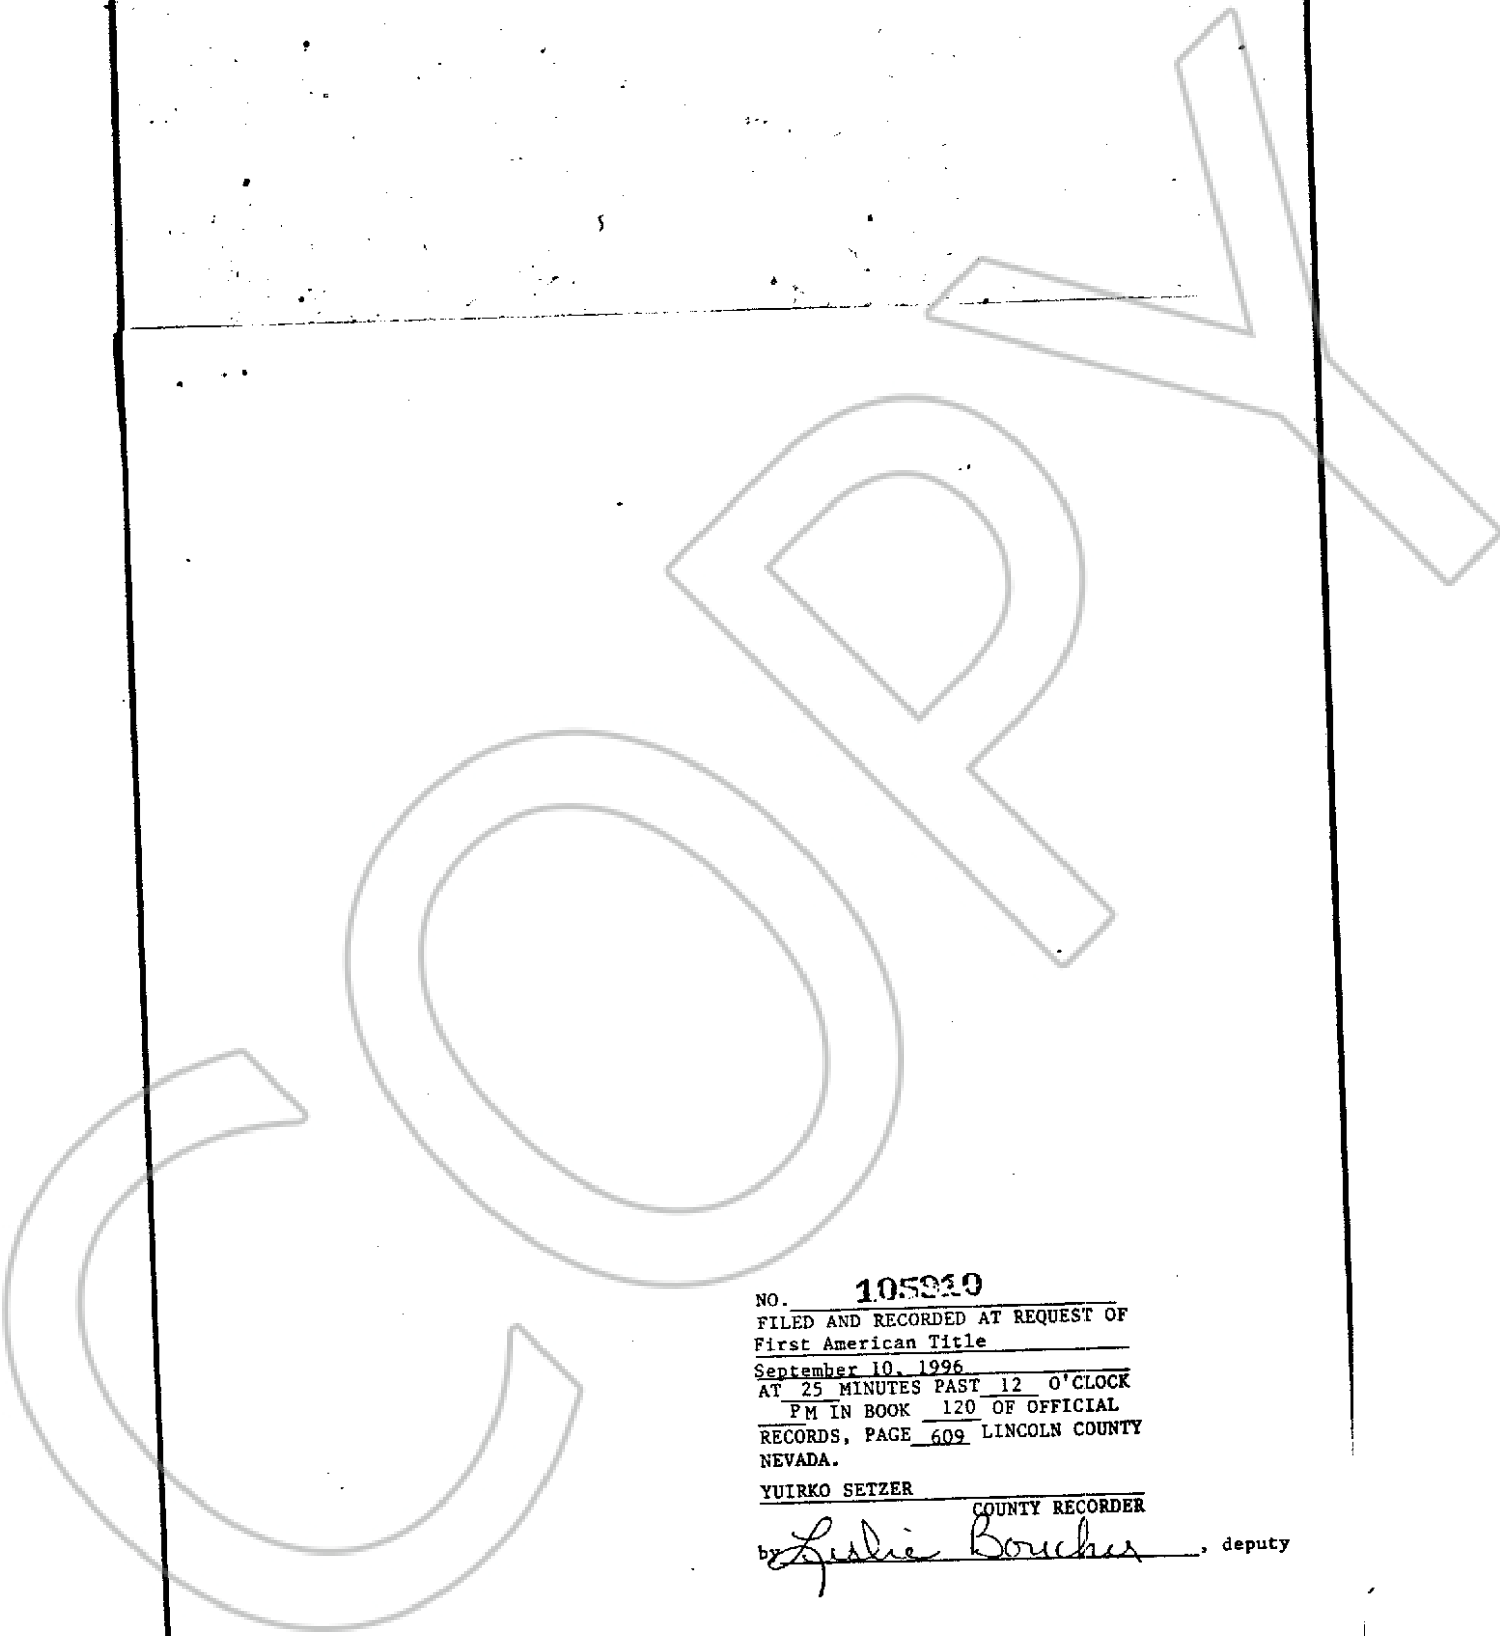 COPY
NO. 105910
FILED AND RECORDED AT REQUEST OF
First American Title
September 10, 1996
AT 25 MINUTES PAST 12 O'CLOCK
PM IN BOOK 120 OF OFFICIAL
RECORDS, PAGE 609 LINCOLN COUNTY
NEVADA.
YUIRKO SETZER
COUNTY RECORDER
by Leslie Boucher, deputy